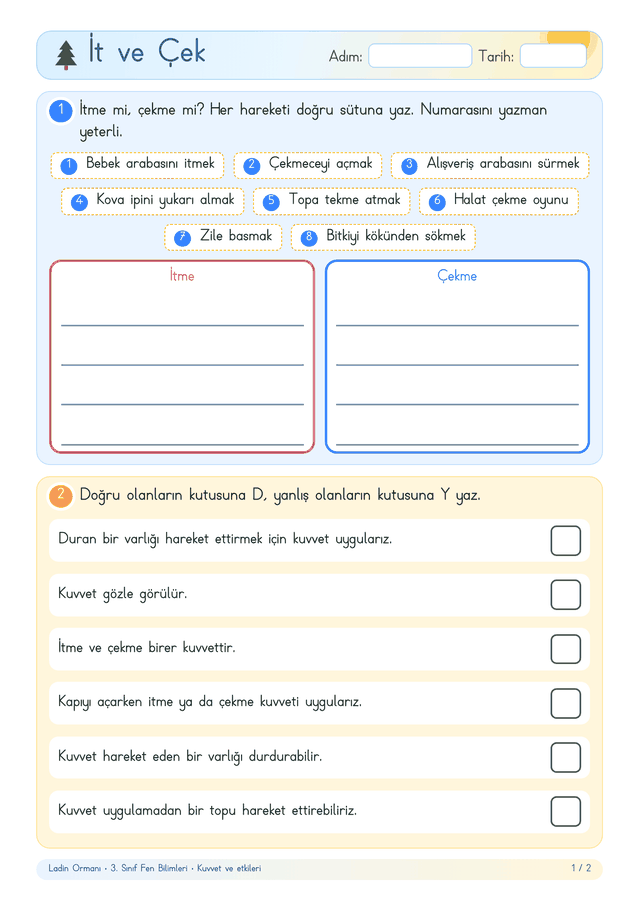 İt ve Çek
Adım:
Tarih:
1 İtme mi, çekme mi? Her hareketi doğru sütuna yaz. Numarasını yazman
yeterli.
1 Bebek arabasını itmek
2 Çekmeceyi açmak
3 Alışveriş arabasını sürmek
4 Kova ipini yukarı almak
5 Topa tekme atmak
6 Halat çekme oyunu
7 Zile basmak
8 Bitkiyi kökünden sökmek
İtme
Çekme
2 Doğru olanların kutusuna D, yanlış olanların kutusuna Y yaz.
Duran bir varlığı hareket ettirmek için kuvvet uygularız.
Kuvvet gözle görülür.
İtme ve çekme birer kuvvettir.
Kapıyı açarken itme ya da çekme kuvveti uygularız.
Kuvvet hareket eden bir varlığı durdurabilir.
Kuvvet uygulamadan bir topu hareket ettirebiliriz.
Ladin Ormanı • 3. Sınıf Fen Bilimleri • Kuvvet ve etkileri
1 / 2